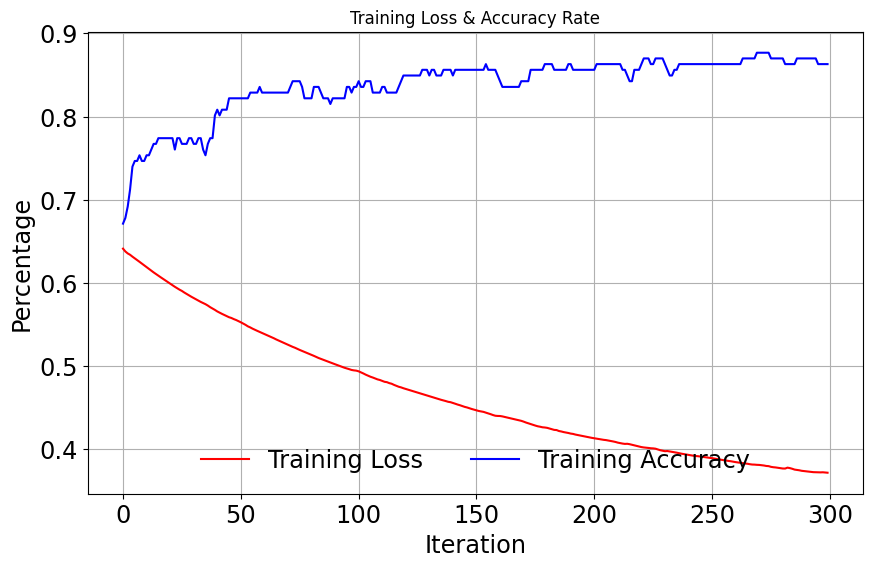 Training Loss & Accuracy Rate
0.9
0.8
0.7
0.6
0.5
0.4
Percentage
Training Loss
Training Accuracy
0 50 100 150 200 250 300
Iteration